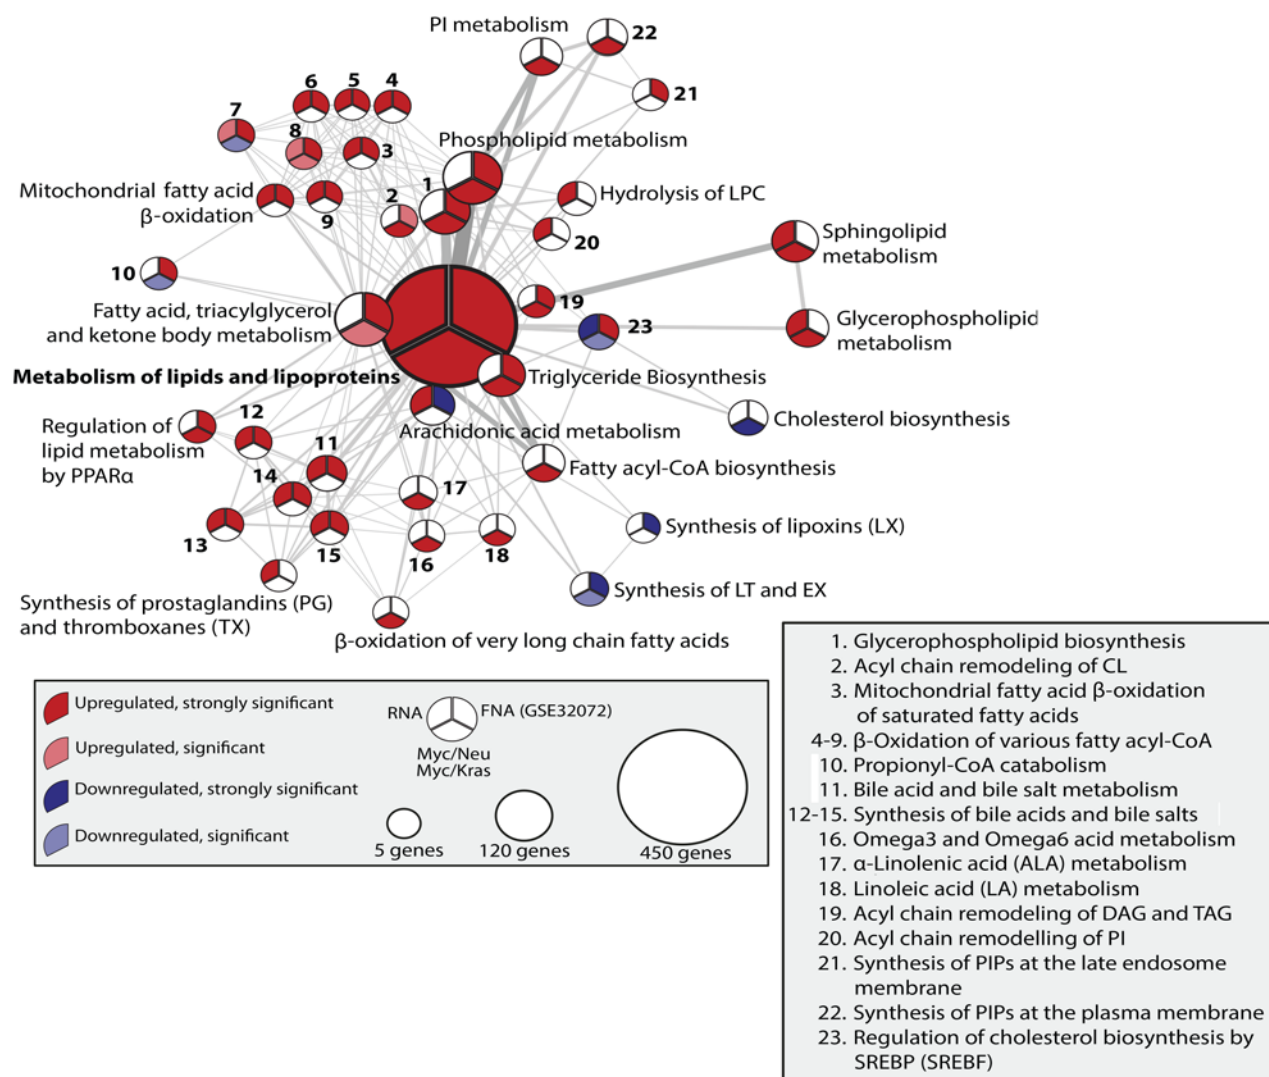 PI metabolism
22
21
6
5
4
7
8
3
Phospholipid metabolism
1
Mitochondrial fatty acid
β-oxidation
9
2
Hydrolysis of LPC
20
Sphingolipid
metabolism
10
19
23
Fatty acid, triacylglycerol
and ketone body metabolism
Glycerophospholipid
metabolism
Metabolism of lipids and lipoproteins
Triglyceride Biosynthesis
Cholesterol biosynthesis
Regulation of
lipid metabolism
by PPARα
12
11
Arachidonic acid metabolism
Fatty acyl-CoA biosynthesis
14
17
13
15
16
18
Synthesis of lipoxins (LX)
Synthesis of prostaglandins (PG)
and thromboxanes (TX)
Synthesis of LT and EX
β-oxidation of very long chain fatty acids
Upregulated, strongly significant
Upregulated, significant
Downregulated, strongly significant
Downregulated, significant
RNA
FNA (GSE32072)
Myc/Neu
Myc/Kras
5 genes
120 genes
450 genes
1. Glycerophospholipid biosynthesis
2. Acyl chain remodeling of CL
3. Mitochondrial fatty acid β-oxidation
of saturated fatty acids
4-9. β-Oxidation of various fatty acyl-CoA
10. Propionyl-CoA catabolism
11. Bile acid and bile salt metabolism
12-15. Synthesis of bile acids and bile salts
16. Omega3 and Omega6 acid metabolism
17. α-Linolenic acid (ALA) metabolism
18. Linoleic acid (LA) metabolism
19. Acyl chain remodeling of DAG and TAG
20. Acyl chain remodelling of PI
21. Synthesis of PIPs at the late endosome
membrane
22. Synthesis of PIPs at the plasma membrane
23. Regulation of cholesterol biosynthesis by
SREBP (SREBF)